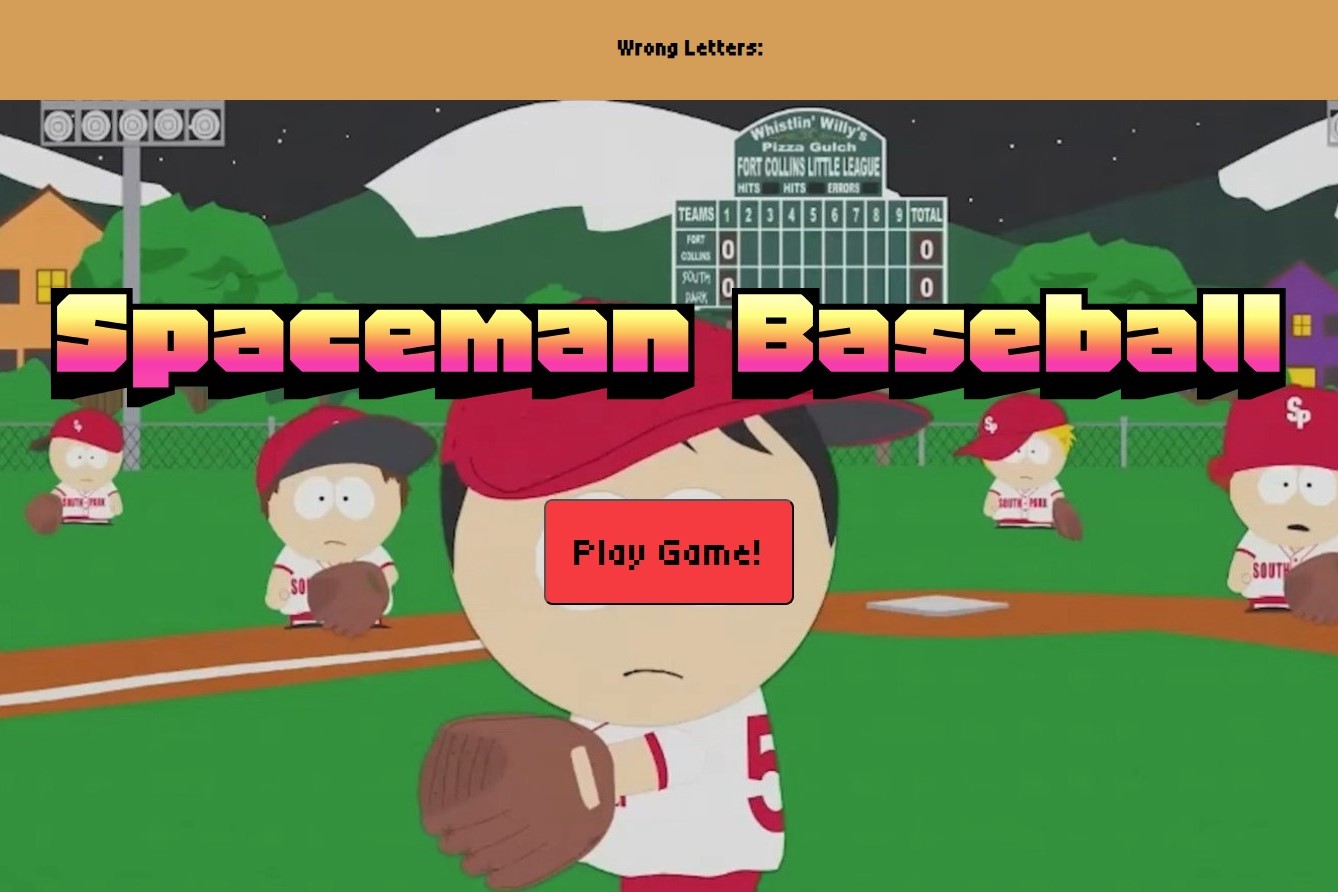 Wrong Letters:
Whistlin' Willy's
Pizza Gulch
FORT COLLINS LITTLE LEAGUE
HITS HITS ERRORS
TEAMS 1 2 3 4 5 6 7 8 9 TOTAL
FORT COLLINS 0 0
SOUTH PARK 0 0
Spaceman Baseball
SP
SP
SP
SOUTH PARK
SO
SOUTH PARK
SOUTH
Play Game!
5